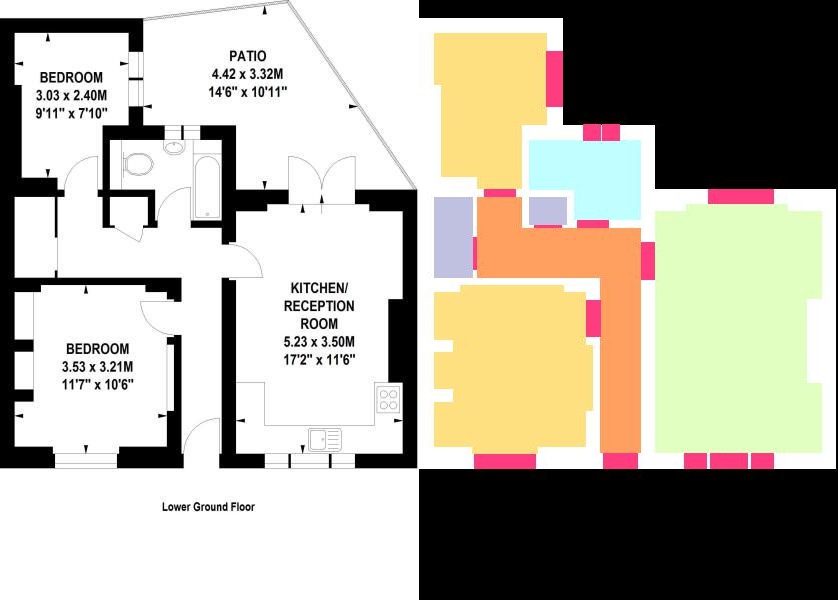 PATIO
4.42 x 3.32M
14'6" x 10'11"
BEDROOM
3.03 x 2.40M
9'11" x 7'10"
KITCHEN/
RECEPTION
ROOM
5.23 x 3.50M
17'2" x 11'6"
BEDROOM
3.53 x 3.21M
11'7" x 10'6"
Lower Ground Floor